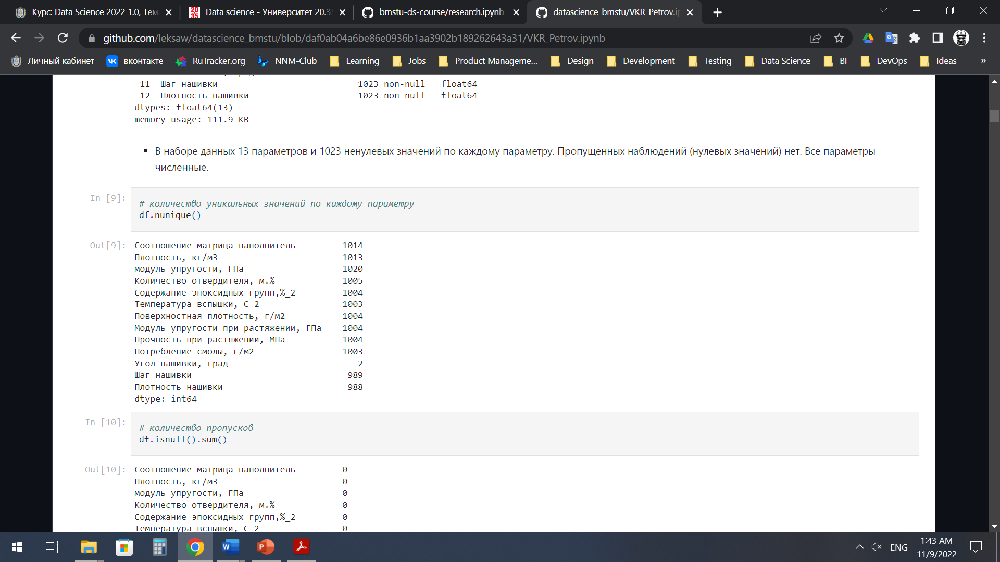 Курс: Data Science 2022 1.0, Тем
Data science - Университет 20.35
bmstu-ds-course/research.ipynb
datascience_bmstu/VKR_Petrov.ip
github.com/leksaw/datascience_bmstu/blob/daf0ab04a6be86e0936b1aa3902b189262643a31/VKR_Petrov.ipynb
Личный кабинет
вконтакте
RuTracker.org
NNM-Club
Learning
Jobs
Product Manageme...
Design
Development
Testing
Data Science
BI
DevOps
Ideas
»
11 Шаг нашивки 1023 non-null float64
12 Плотность нашивки 1023 non-null float64
dtypes: float64(13)
memory usage: 111.9 KB
• В наборе данных 13 параметров и 1023 ненулевых значений по каждому параметру. Пропущенных наблюдений (нулевых значений) нет. Все параметры
численные.
In [9]:
# количество уникальных значений по каждому параметру
df.nunique()
Out[9]: Соотношение матрица-наполнитель 1014
Плотность, кг/м3 1013
модуль упругости, ГПа 1020
Количество отвердителя, м.% 1005
Содержание эпоксидных групп,%_2 1004
Температура вспышки, С_2 1003
Поверхностная плотность, г/м2 1004
Модуль упругости при растяжении, ГПа 1004
Прочность при растяжении, МПа 1004
Потребление смолы, г/м2 1003
Угол нашивки, град 2
Шаг нашивки 989
Плотность нашивки 988
dtype: int64
In [10]:
# количество пропусков
df.isnull().sum()
Out[10]: Соотношение матрица-наполнитель 0
Плотность, кг/м3 0
модуль упругости, ГПа 0
Количество отвердителя, м.% 0
Содержание эпоксидных групп,%_2 0
Температура вспышки, С_2 0
ENG
1:43 AM
11/9/2022